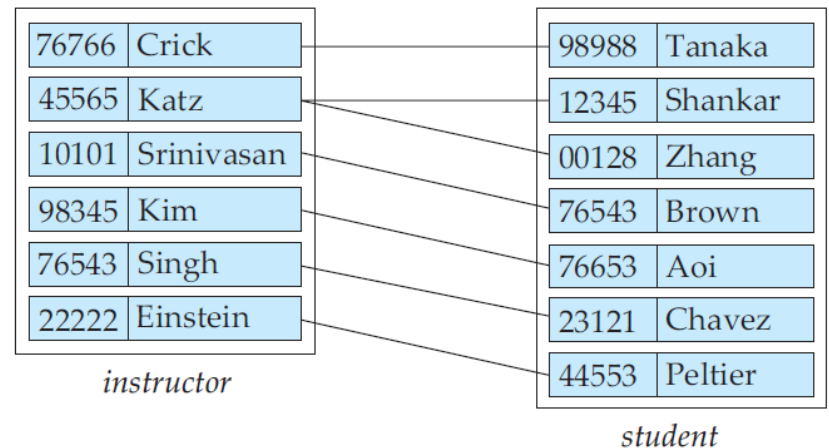 76766 Crick
45565 Katz
10101 Srinivasan
98345 Kim
76543 Singh
22222 Einstein
instructor
98988 Tanaka
12345 Shankar
00128 Zhang
76543 Brown
76653 Aoi
23121 Chavez
44553 Peltier
student